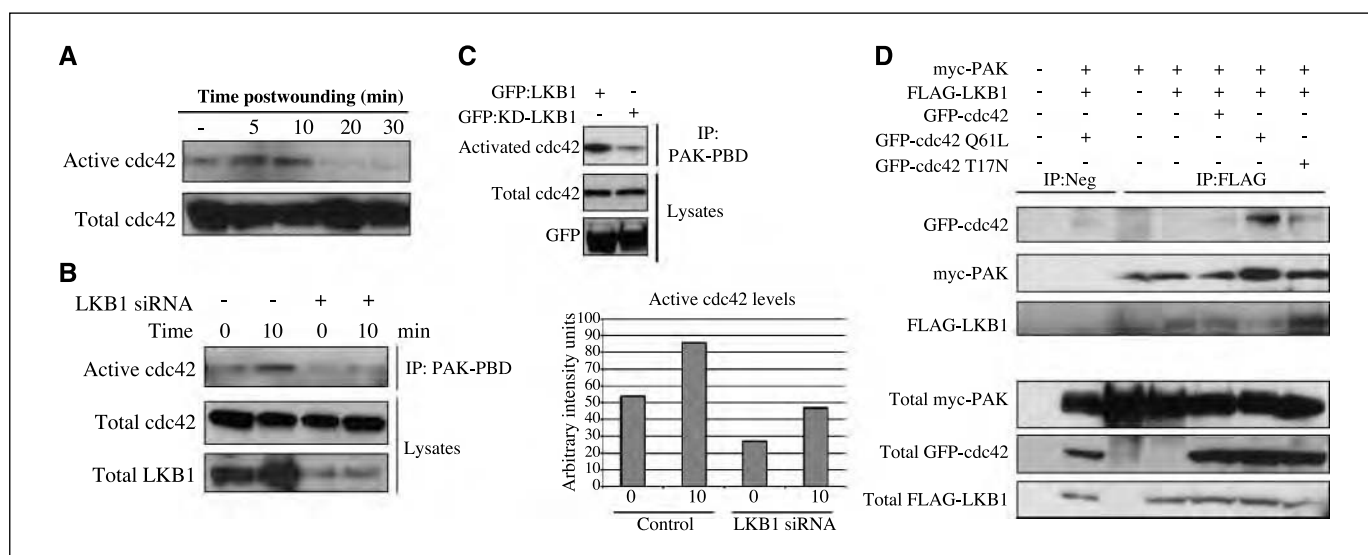 A
Time postwounding (min)
- 5 10 20 30
Active cdc42
Total cdc42
B
LKB1 siRNA - - + +
Time 0 10 0 10 min
Active cdc42 IP: PAK-PBD
Total cdc42
Total LKB1
Lysates
C
GFP:LKB1 + -
GFP:KD-LKB1 - +
Activated cdc42
IP:
PAK-PBD
Total cdc42
GFP
Lysates
Active cdc42 levels
Arbitrary intensity units
100
90
80
70
60
50
40
30
20
10
0
0 10 0 10
Control LKB1 siRNA
D
myc-PAK - + + + + + +
FLAG-LKB1 - + - + + + +
GFP-cdc42 - - - - + - -
GFP-cdc42 Q61L - + - - - + -
GFP-cdc42 T17N - - - - - - +
IP:Neg IP:FLAG
GFP-cdc42
myc-PAK
FLAG-LKB1
Total myc-PAK
Total GFP-cdc42
Total FLAG-LKB1